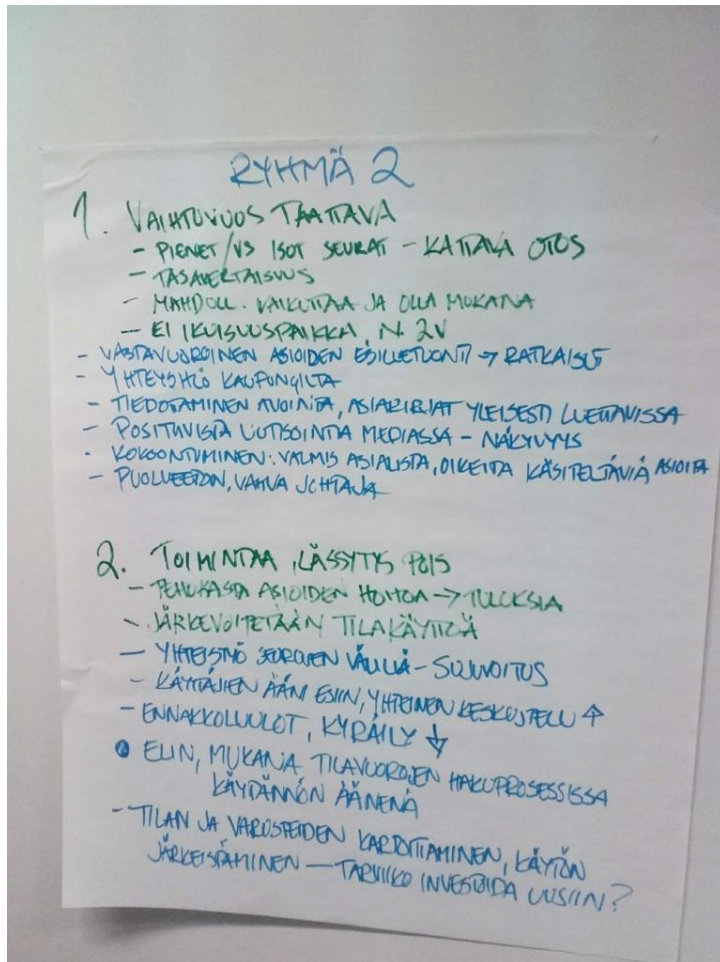 RYHMÄ 2
1. VAIHTUVUUS TAATTAVA
- PIENET/VS ISOT SEURAT - KATTAVA OTOS
- TASAVERTAISUUS
- MAHDOLL. VAIKUTTAA JA OLLA MUKANA
- EI IKUISUUSPAIKKA, N. 2V
- VASTAVUOROINEN ASIOIDEN ESILLETUONTI → RATKAISUT
- YHTEYSHLÖ KAUPUNGILTA
- TIEDOTTAMINEN AVOINTA, ASIAKIRJAT YLEISESTI LUETTAVISSA
- POSITIIVISTA UUTISOINTIA MEDIASSA - NÄKYVYYS
- KOKOONTUMINEN: VALMIS ASIALISTA, OIKEITA KÄSITELTÄVIÄ ASIOITA
- PUOLUEETON, VAHVA JOHTAJA
2. TOIMINTAA, LÄSSYTYS POIS
- TEHOKASTA ASIOIDEN HOITOA → TULOKSIA
- JÄRKEVÖITETÄÄN TILAKÄYTTÖÄ
- YHTEISTYÖ SEUROJEN VÄLILLÄ - SUJUVOITUS
- KÄYTTÄJIEN ÄÄNI ESIIN, YHTEINEN KESKUSTELU ↑
- ENNAKKOLUULOT, KYRÄILY ↓
• ELIN, MUKANA TILAVUOROJEN HAKUPROSESSISSA
KÄYTÄNNÖN ÄÄNENÄ
- TILAN JA VARUSTEIDEN KARTOITTAMINEN, KÄYTÖN
JÄRKEISTÄMINEN — TARVIIKO INVESTOIDA UUSIIN?